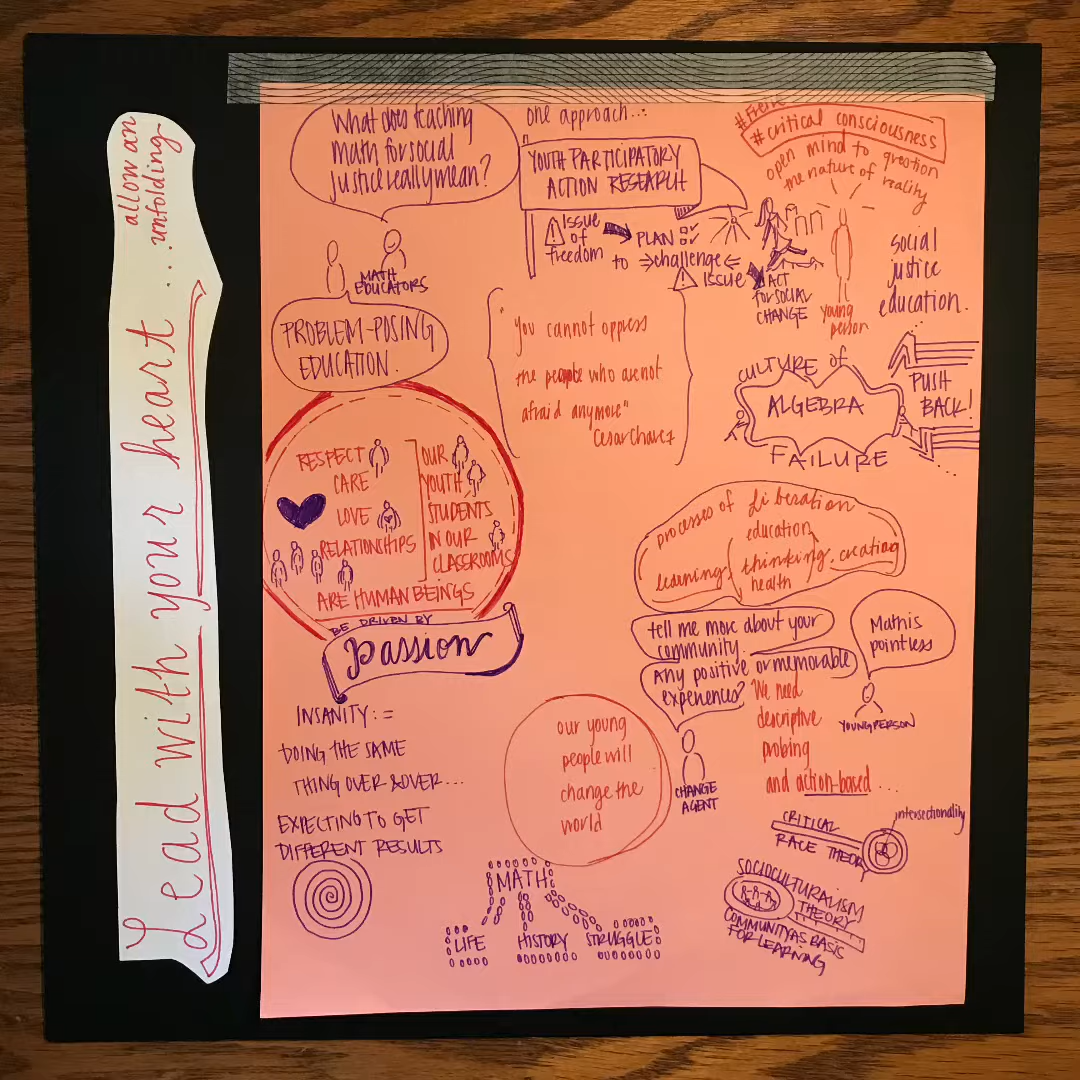 allow an
unfolding
Lead with your heart...
What does teaching
math for social
justice really mean?
MATH
EDUCATORS
one approach...
YOUTH PARTICIPATORY
ACTION RESEARCH
Issue
of
freedom
PLAN
to challenge
ISSUE
ACT
FOR SOCIAL
CHANGE
#critical consciousness
open mind to question
the nature of reality
young
person
social
justice
education.
PROBLEM-POSING
EDUCATION.
"you cannot oppress
the people who are not
afraid anymore"
Cesar Chavez
CULTURE of
ALGEBRA
FAILURE
PUSH
BACK!
RESPECT
CARE
LOVE
RELATIONSHIPS
OUR
YOUTH
STUDENTS
IN OUR
CLASSROOMS
ARE HUMAN BEINGS
BE DRIVEN BY
passion
processes of Liberation
education
learning thinking. creating
health
tell me more about your
community.
Any positive or memorable
experiences?
CHANGE
AGENT
Math is
pointless
YOUNG PERSON
We need
descriptive
probing
and action-based...
INSANITY:=
DOING THE SAME
THING OVER & OVER...
EXPECTING TO GET
DIFFERENT RESULTS
our young
people will
change the
world
MATH
LIFE HISTORY STRUGGLE
CRITICAL
RACE THEORY
intersectionality
SOCIOCULTURALISM
THEORY
COMMUNITY AS BASIS
FOR LEARNING